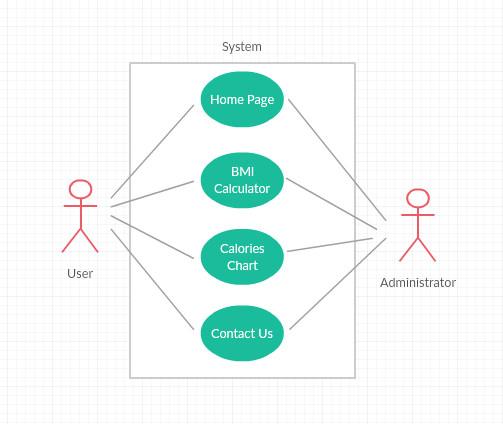 System
Home Page
BMI
Calculator
Calories
Chart
Contact Us
User
Administrator